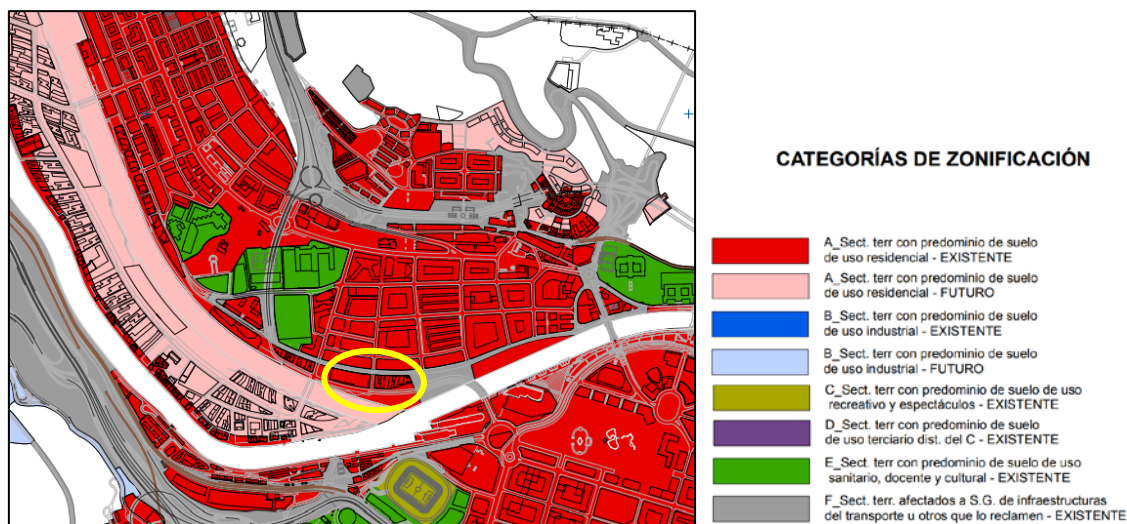 CATEGORÍAS DE ZONIFICACIÓN
A_Sect. terr con predominio de suelo
de uso residencial - EXISTENTE
A_Sect. terr con predominio de suelo
de uso residencial - FUTURO
B_Sect. terr con predominio de suelo
de uso industrial - EXISTENTE
B_Sect. terr con predominio de suelo
de uso industrial - FUTURO
C_Sect. terr con predominio de suelo de uso
recreativo y espectáculos - EXISTENTE
D_Sect. terr con predominio de suelo
de uso terciario dist. del C - EXISTENTE
E_Sect. terr con predominio de suelo de uso
sanitario, docente y cultural - EXISTENTE
F_Sect. terr. afectados a S.G. de infraestructuras
del transporte u otros que lo reclamen - EXISTENTE